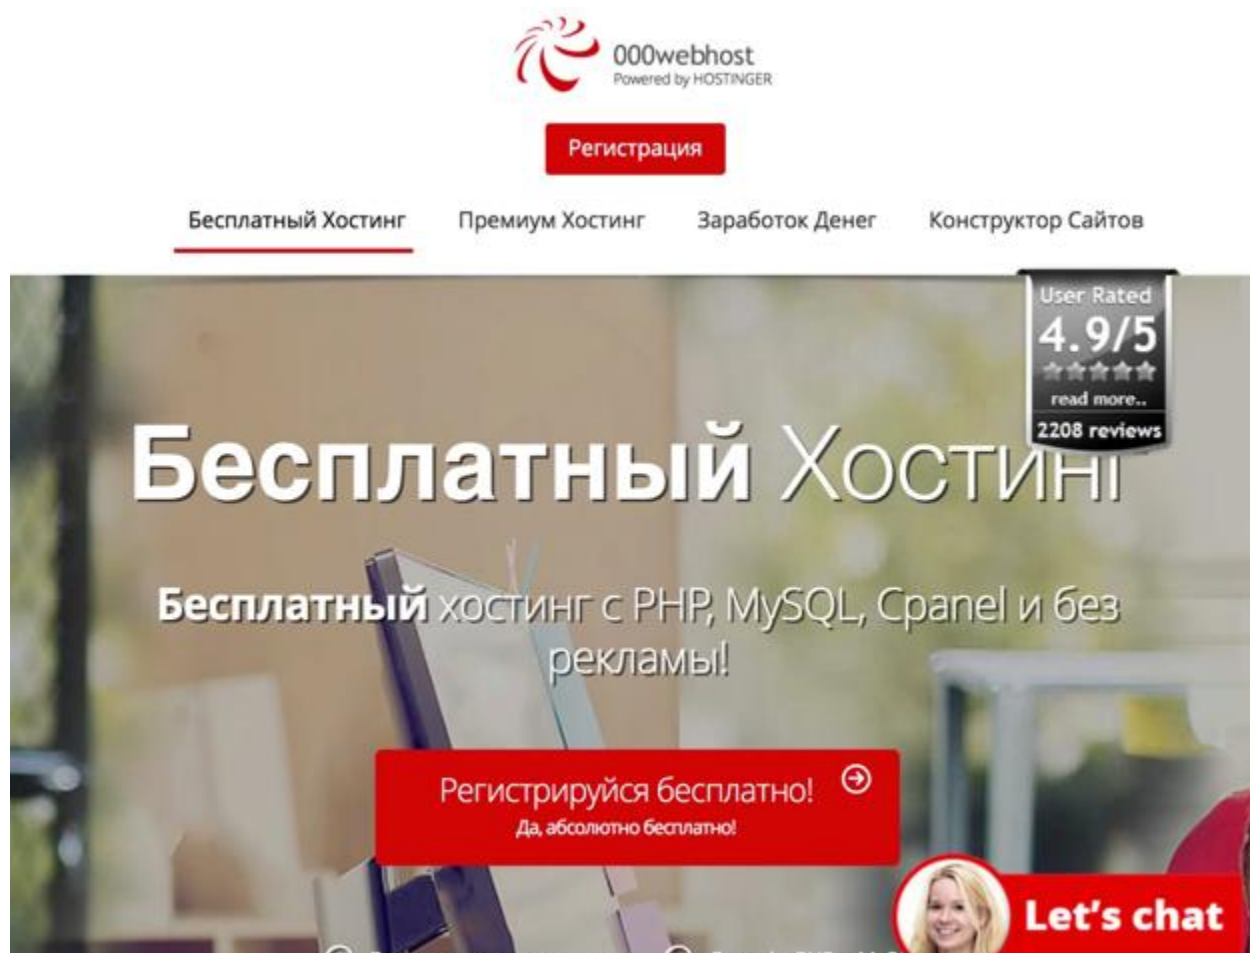 000webhost
Powered by HOSTINGER
Регистрация
Бесплатный Хостинг Премиум Хостинг Заработок Денег Конструктор Сайтов
User Rated
4.9/5
read more..
2208 reviews
Бесплатный Хостинг
Бесплатный хостинг с PHP, MySQL, Cpanel и без
рекламы!
Регистрируйся бесплатно!
Да, абсолютно бесплатно!
Let's chat